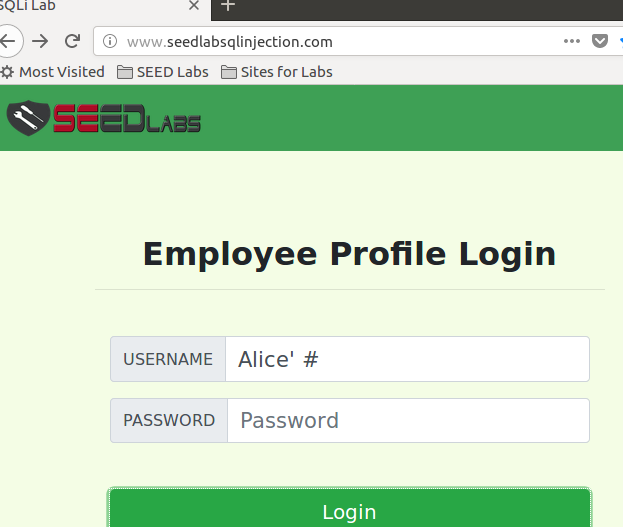 SQLi Lab
www.seedlabsqlinjection.com
Most Visited SEED Labs Sites for Labs
SEEDLABS
Employee Profile Login
USERNAME Alice' #
PASSWORD Password
Login